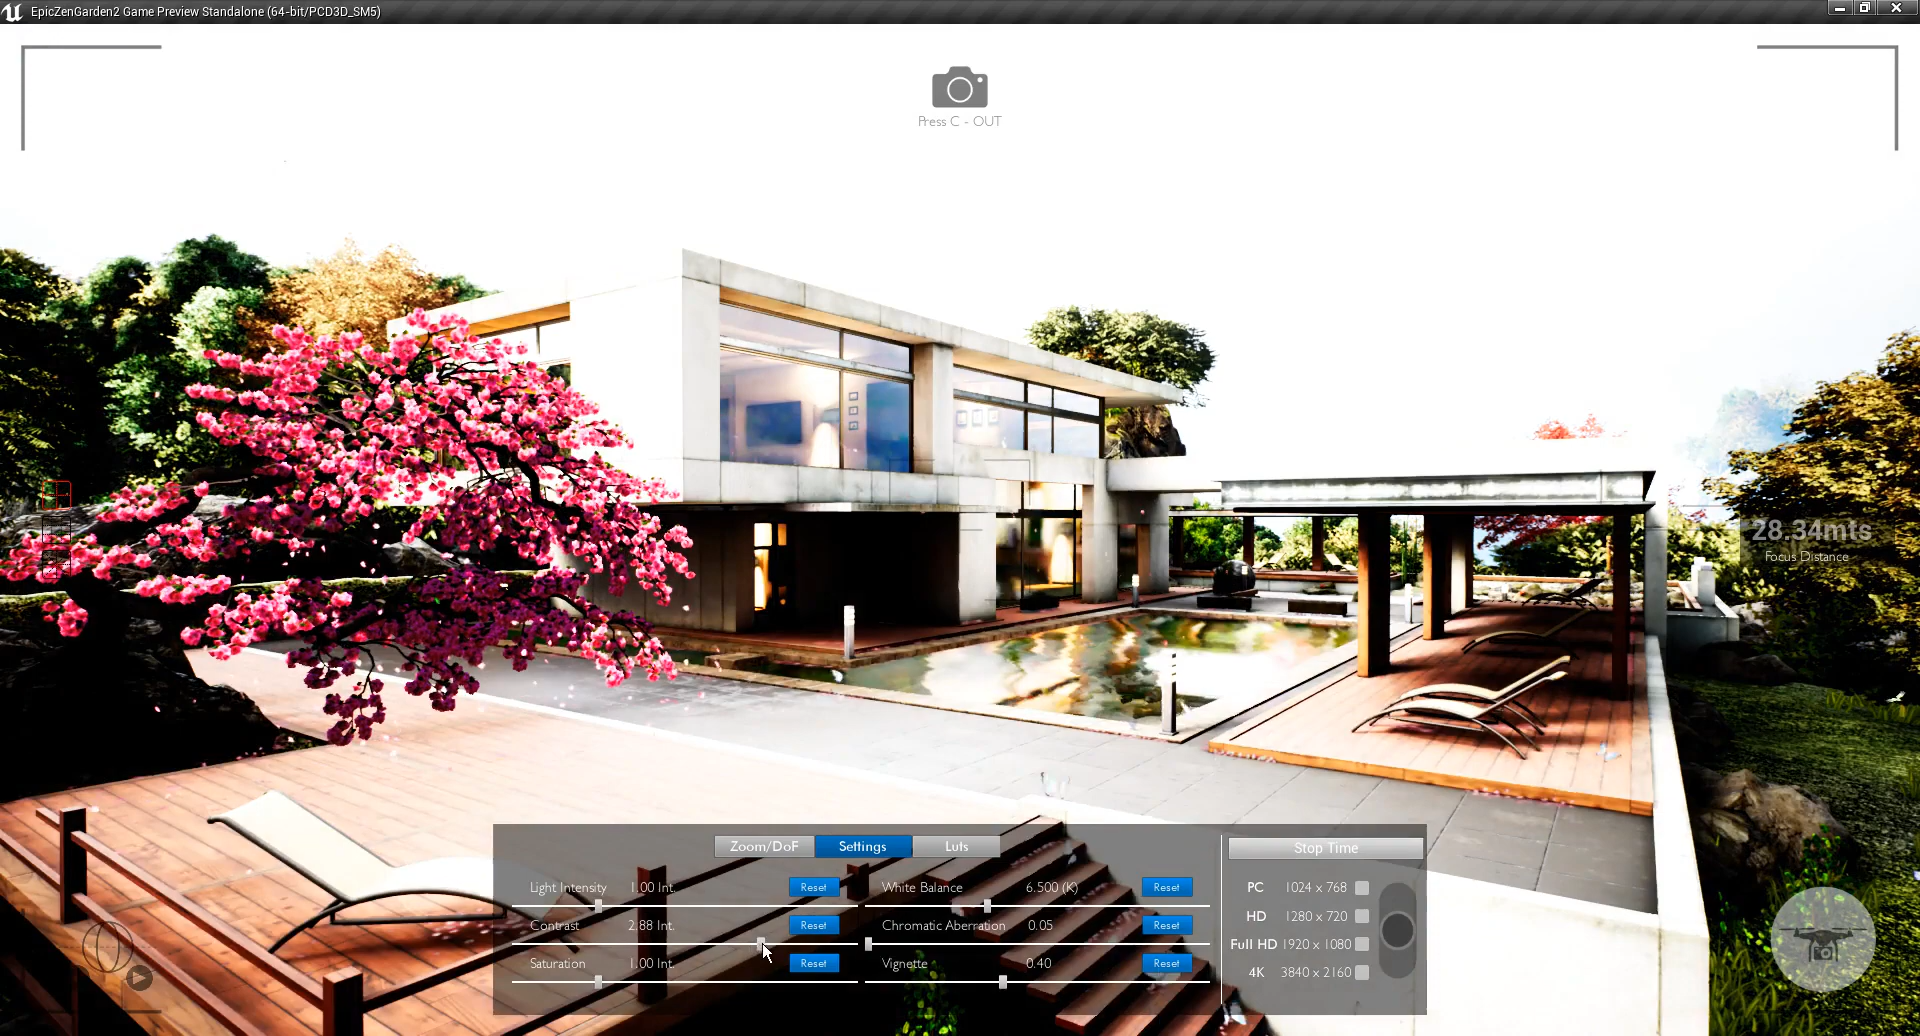 EpicZenGarden2 Game Preview Standalone (64-bit/PCD3D_SM5)
Press C - OUT
28.34mts
Focus Distance
Zoom/DoF Settings Luts
Light Intensity 1.00 Int. Reset
Contrast 2.88 Int. Reset
Saturation 1.00 Int. Reset
White Balance 6.500 (K) Reset
Chromatic Aberration 0.05 Reset
Vignette 0.40 Reset
Stop Time
PC 1024 x 768
HD 1280 x 720
Full HD 1920 x 1080
4K 3840 x 2160